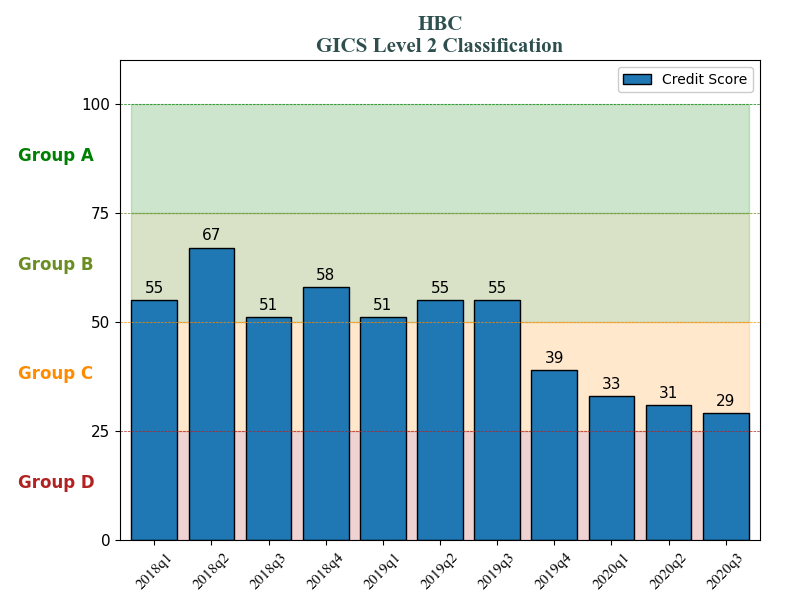 HBC
GICS Level 2 Classification
Credit Score
100
Group A
75
67
Group B
58
55
51
51
55
55
50
39
Group C
33
31
29
25
Group D
0
2018q1
2018q2
2018q3
2018q4
2019q1
2019q2
2019q3
2019q4
2020q1
2020q2
2020q3